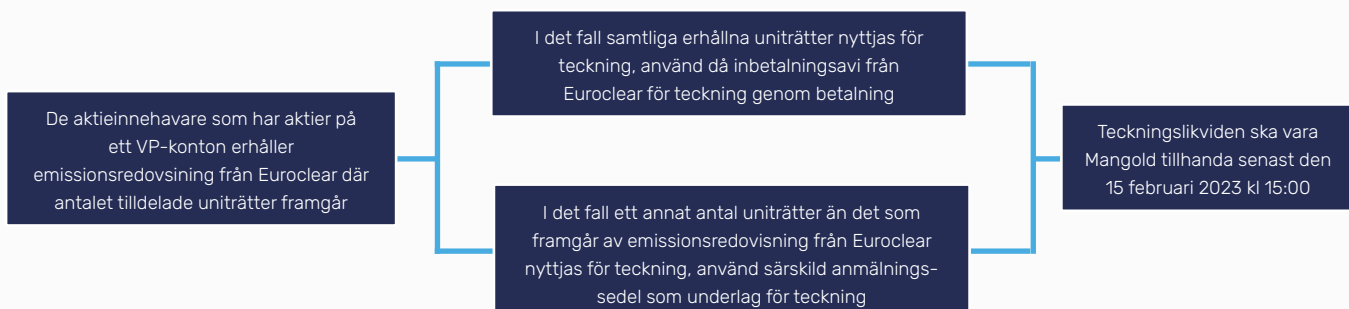 De aktieinnehavare som har aktier på
ett VP-konton erhåller
emissionsredovsining från Euroclear där
antalet tilldelade uniträtter framgår
I det fall samtliga erhållna uniträtter nyttjas för
teckning, använd då inbetalningsavi från
Euroclear för teckning genom betalning
I det fall ett annat antal uniträtter än det som
framgår av emissionsredovisning från Euroclear
nyttjas för teckning, använd särskild anmälnings-
sedel som underlag för teckning
Teckningslikviden ska vara
Mangold tillhanda senast den
15 februari 2023 kl 15:00